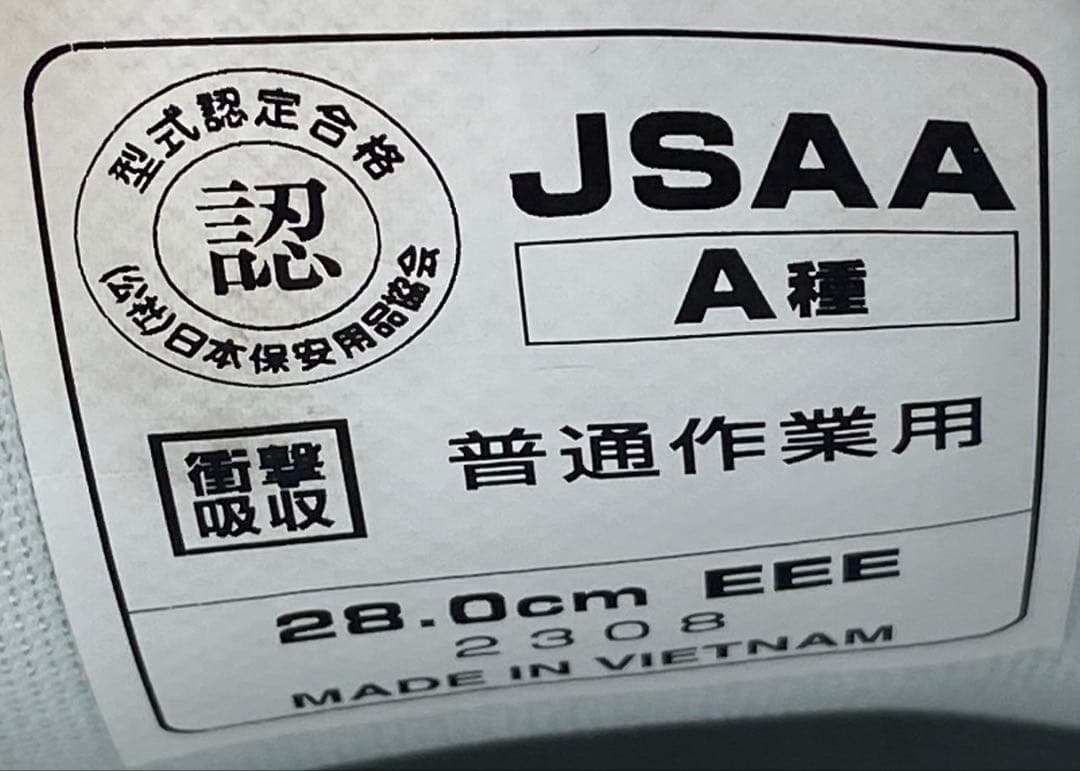 型式認定合格
認
(公社)日本保安用品協会
JSAA
A種
衝撃
吸収
普通作業用
28.0cm EEE
2308
MADE IN VIETNAM